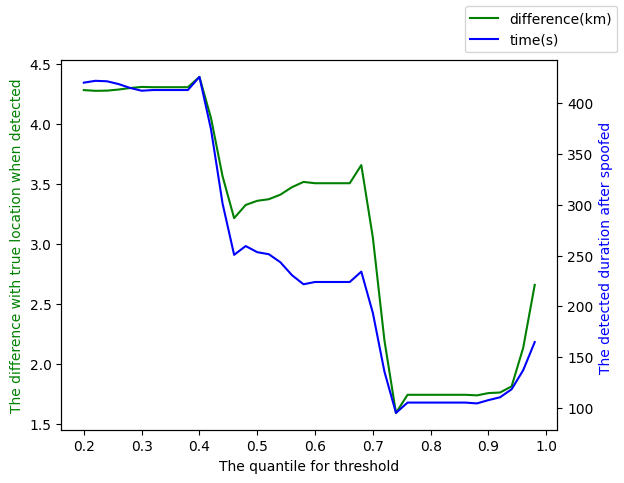 difference(km)
time(s)
The difference with true location when detected
4.5
4.0
3.5
3.0
2.5
2.0
1.5
400
350
300
250
200
150
100
The detected duration after spoofed
0.2 0.3 0.4 0.5 0.6 0.7 0.8 0.9 1.0
The quantile for threshold